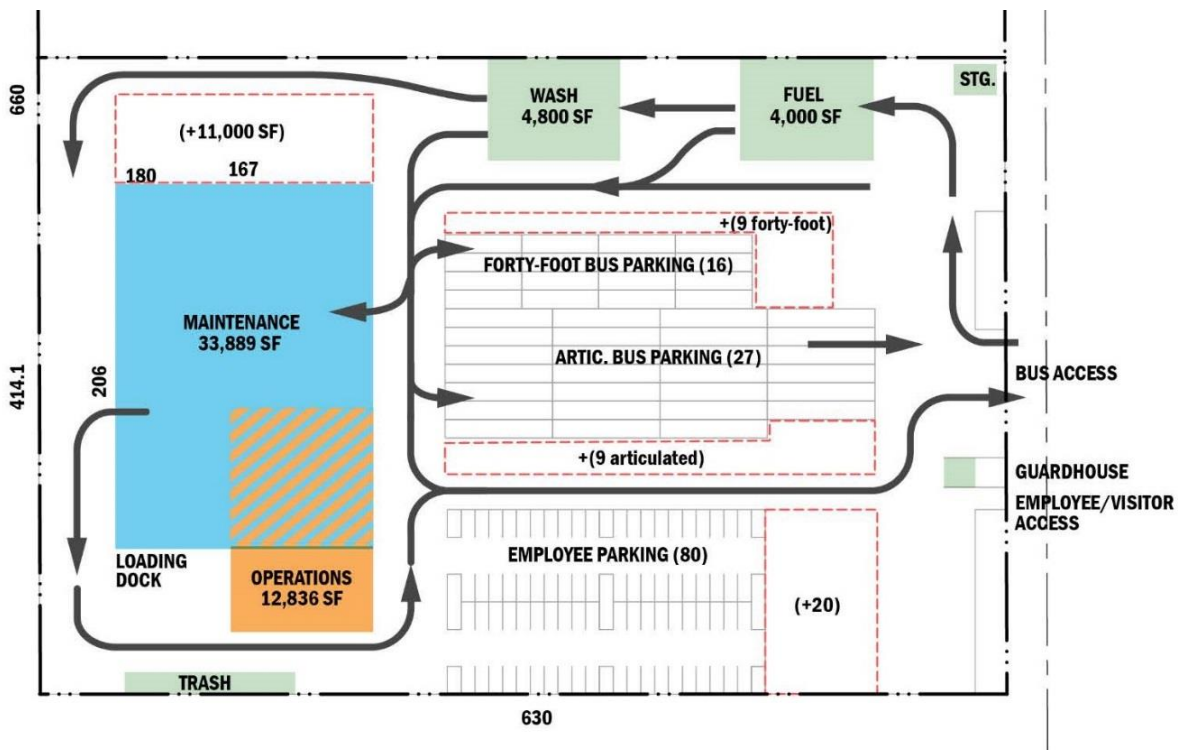 660
WASH
4,800 SF
FUEL
4,000 SF
STG.
(+11,000 SF)
180
167
+(9 forty-foot)
FORTY-FOOT BUS PARKING (16)
MAINTENANCE
33,889 SF
ARTIC. BUS PARKING (27)
BUS ACCESS
206
414.1
+(9 articulated)
GUARDHOUSE
EMPLOYEE/VISITOR
ACCESS
LOADING
DOCK
OPERATIONS
12,836 SF
EMPLOYEE PARKING (80)
(+20)
TRASH
630